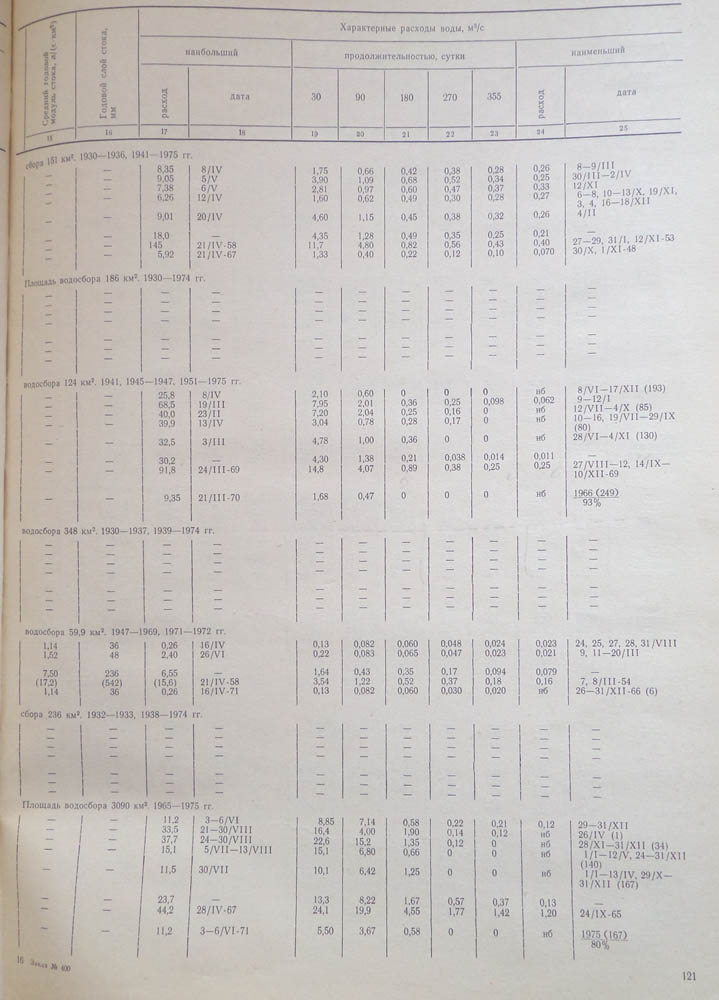 Средний годовой модуль стока, л/(с·км²)
Годовой слой стока, мм
Характерные расходы воды, м³/с
наибольший
продолжительностью, сутки
наименьший
расход
дата
30 90 180 270 355
расход
дата
15 16 17 18 19 20 21 22 23 24 25
сбора 151 км². 1930—1936, 1941—1975 гг.
— — 8,35 8/IV 1,75 0,66 0,42 0,38 0,28 0,26 8—9/III
— — 9,05 5/V 3,90 1,09 0,68 0,52 0,34 0,25 30/III—2/IV
— — 7,38 6/V 2,81 0,97 0,60 0,47 0,37 0,33 12/XI
— — 6,26 12/IV 1,60 0,62 0,49 0,30 0,28 0,27 6—8, 10—13/X, 19/XI,
3, 4, 16—18/XII
— — 9,01 20/IV 4,60 1,15 0,45 0,38 0,32 0,26 4/II
— — 18,0 — 4,35 1,28 0,49 0,35 0,25 0,21 —
— — 145 21/IV-58 11,7 4,80 0,82 0,56 0,43 0,40 27—29, 31/I, 12/XI-53
— — 5,92 21/IV-67 1,33 0,40 0,22 0,12 0,10 0,070 30/X, 1/XI-48
Площадь водосбора 186 км². 1930—1974 гг.
— — — — — — — — — — —
— — — — — — — — — — —
— — — — — — — — — — —
— — — — — — — — — — —
— — — — — — — — — — —
— — — — — — — — — — —
— — — — — — — — — — —
водосбора 124 км². 1941, 1945—1947, 1951—1975 гг.
— — 25,8 8/IV 2,10 0,60 0 0 0 нб 8/VI—17/XII (193)
— — 68,5 19/III 7,95 2,01 0,36 0,25 0,098 0,062 9—12/I
— — 40,0 23/II 7,20 2,04 0,25 0,16 0 нб 12/VII—4/X (85)
— — 39,9 13/IV 3,04 0,78 0,28 0,17 0 нб 10—16, 19/VII—29/IX
(80)
— — 32,5 3/III 4,78 1,00 0,36 0 0 нб 28/VI—4/XI (130)
— — 30,2 — 4,30 1,38 0,21 0,038 0,014 0,011 —
— — 91,8 24/III-69 14,8 4,07 0,89 0,38 0,25 0,25 27/VIII—12, 14/IX—
10/XII-69
— — 9,35 21/III-70 1,68 0,47 0 0 0 нб 1966 (249)
93%
водосбора 348 км². 1930—1937, 1939—1974 гг.
— — — — — — — — — — —
— — — — — — — — — — —
— — — — — — — — — — —
— — — — — — — — — — —
— — — — — — — — — — —
— — — — — — — — — — —
— — — — — — — — — — —
водосбора 59,9 км². 1947—1969, 1971—1972 гг.
1,14 36 0,26 16/IV 0,13 0,082 0,060 0,048 0,024 0,023 24, 25, 27, 28, 31/VIII
1,52 48 2,40 26/VI 0,22 0,083 0,065 0,047 0,023 0,021 9, 11—20/III
7,50 236 6,55 — 1,64 0,43 0,35 0,17 0,094 0,079 —
(17,2) (542) (15,6) 21/IV-58 3,54 1,22 0,52 0,37 0,18 0,16 7, 8/III-54
1,14 36 0,26 16/IV-71 0,13 0,082 0,060 0,030 0,020 нб 26—31/XII-66 (6)
сбора 236 км². 1932—1933, 1938—1974 гг.
— — — — — — — — — — —
— — — — — — — — — — —
— — — — — — — — — — —
— — — — — — — — — — —
— — — — — — — — — — —
— — — — — — — — — — —
Площадь водосбора 3090 км². 1965—1975 гг.
— — 11,2 3—6/VI 8,85 7,14 0,58 0,22 0,21 0,12 29—31/XII
— — 33,5 21—30/VIII 16,4 4,00 1,90 0,14 0,12 нб 26/IV (1)
— — 37,7 24—30/VIII 22,6 15,2 1,35 0,12 0 нб 28/XI—31/XII (34)
— — 15,1 5/VII—13/VIII 15,1 6,80 0,66 0 0 нб 1/I—12/V, 24—31/XII
(140)
— — 11,5 30/VII 10,1 6,42 1,25 0 0 нб 1/I—13/IV, 29/X—
31/XII (167)
— — 23,7 — 13,3 8,22 1,67 0,57 0,37 0,13 —
— — 44,2 28/IV-67 24,1 19,9 4,55 1,77 1,42 1,20 24/IX-65
— — 11,2 3—6/VI-71 5,50 3,67 0,58 0 0 нб 1975 (167)
80%
16 Заказ № 400
121